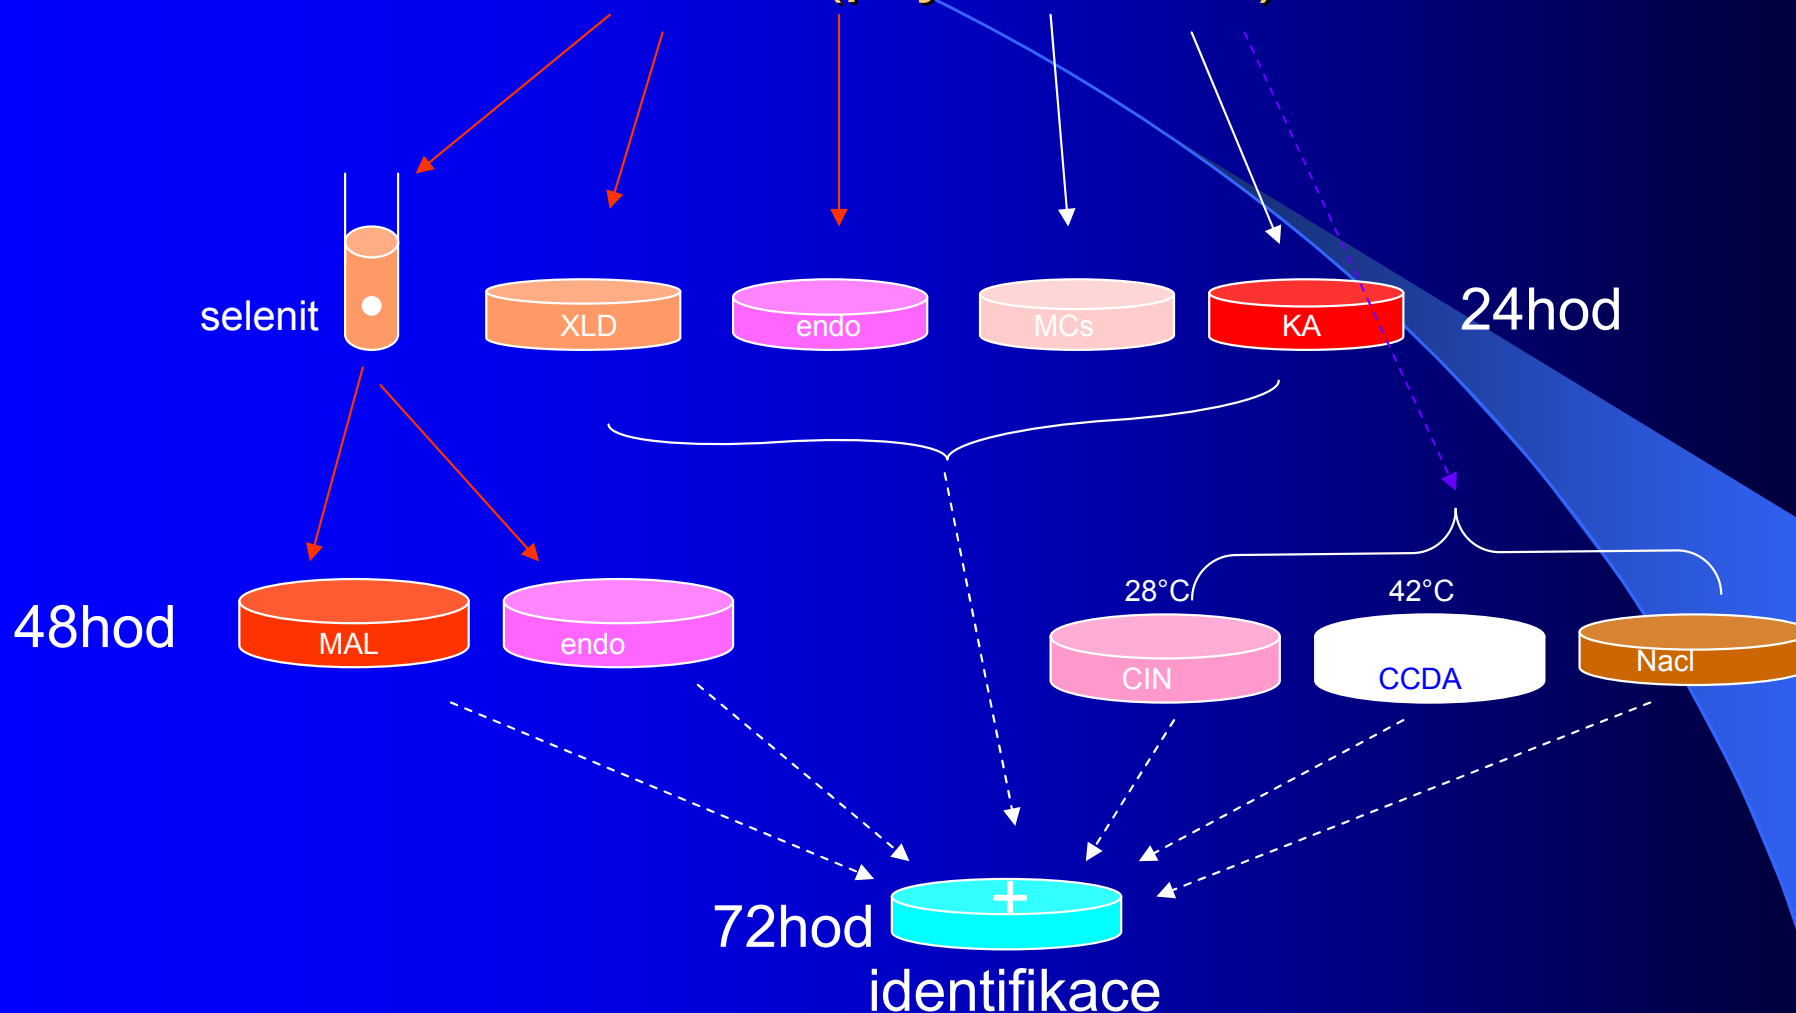 selenit
XLD
endo
MCs
KA
24hod
28°C
42°C
48hod
MAL
endo
CIN
CCDA
Nacl
+
72hod
identifikace